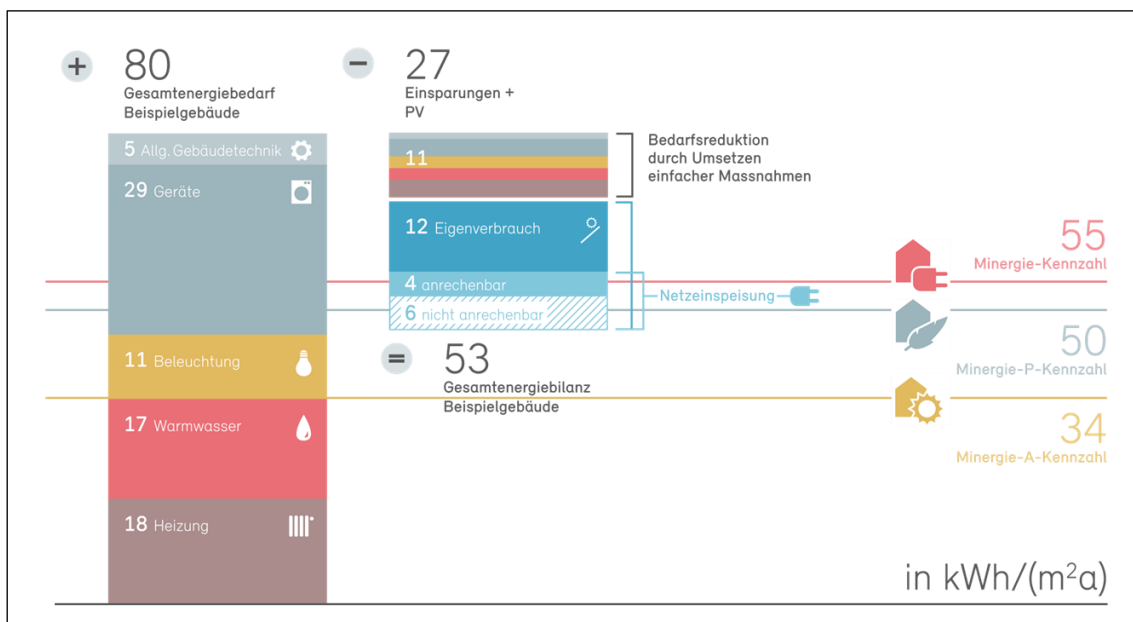 +
80
Gesamtenergiebedarf
Beispielgebäude
5 Allg. Gebäudetechnik
29 Geräte
11 Beleuchtung
17 Warmwasser
18 Heizung
−
27
Einsparungen +
PV
11
Bedarfsreduktion
durch Umsetzen
einfacher Massnahmen
12 Eigenverbrauch
4 anrechenbar
6 nicht anrechenbar
Netzeinspeisung
=
53
Gesamtenergiebilanz
Beispielgebäude
55
Minergie-Kennzahl
50
Minergie-P-Kennzahl
34
Minergie-A-Kennzahl
in kWh/(m²a)